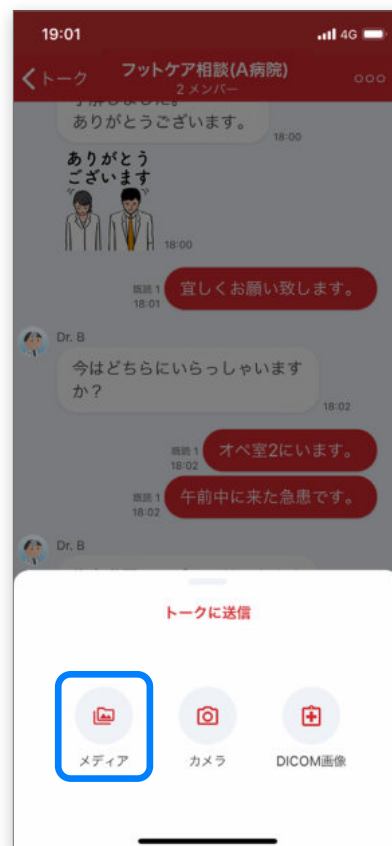 19:01
4G
トーク
フットケア相談(A病院)
2 メンバー
了解しました。
ありがとうございます。
18:00
ありがとう
ございます
18:00
既読 1
18:01
宜しくお願い致します。
Dr. B
今はどちらにいらっしゃいます
か？
18:02
既読 1
18:02
オペ室2にいます。
既読 1
18:02
午前中に来た急患です。
Dr. B
トークに送信
メディア
カメラ
DICOM画像